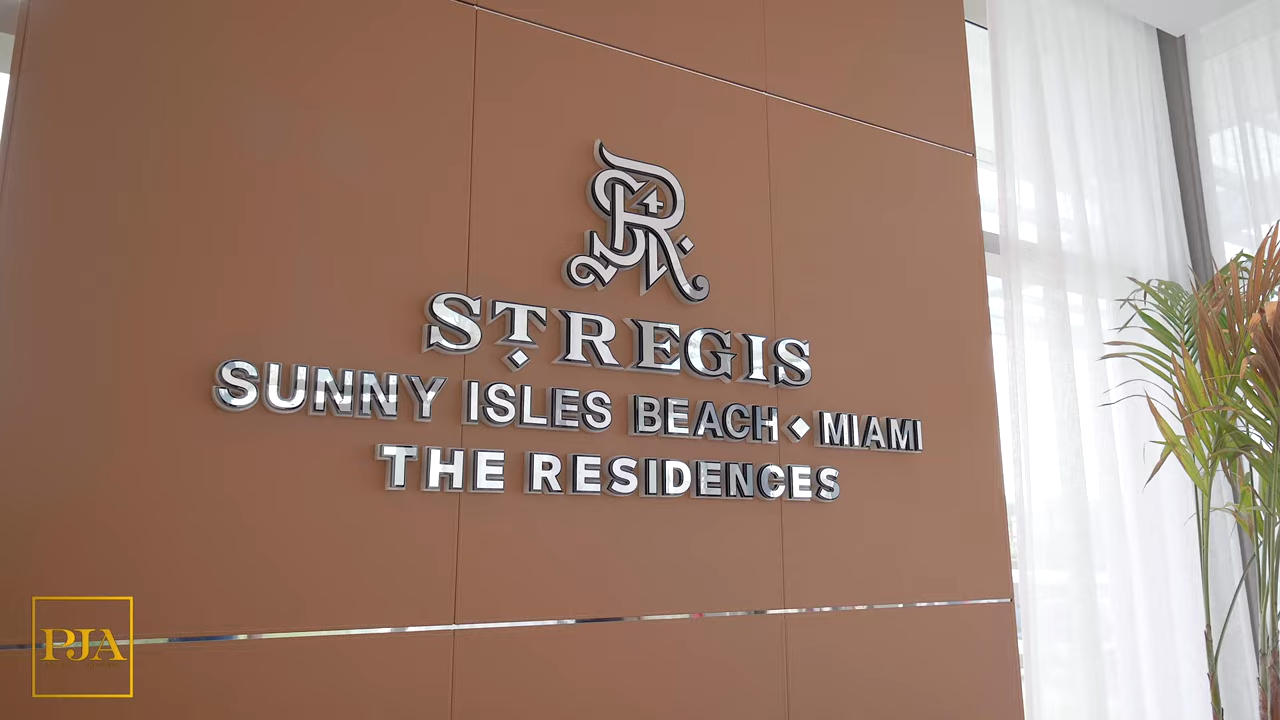 ST REGIS
SUNNY ISLES BEACH ◆ MIAMI
THE RESIDENCES
PJA